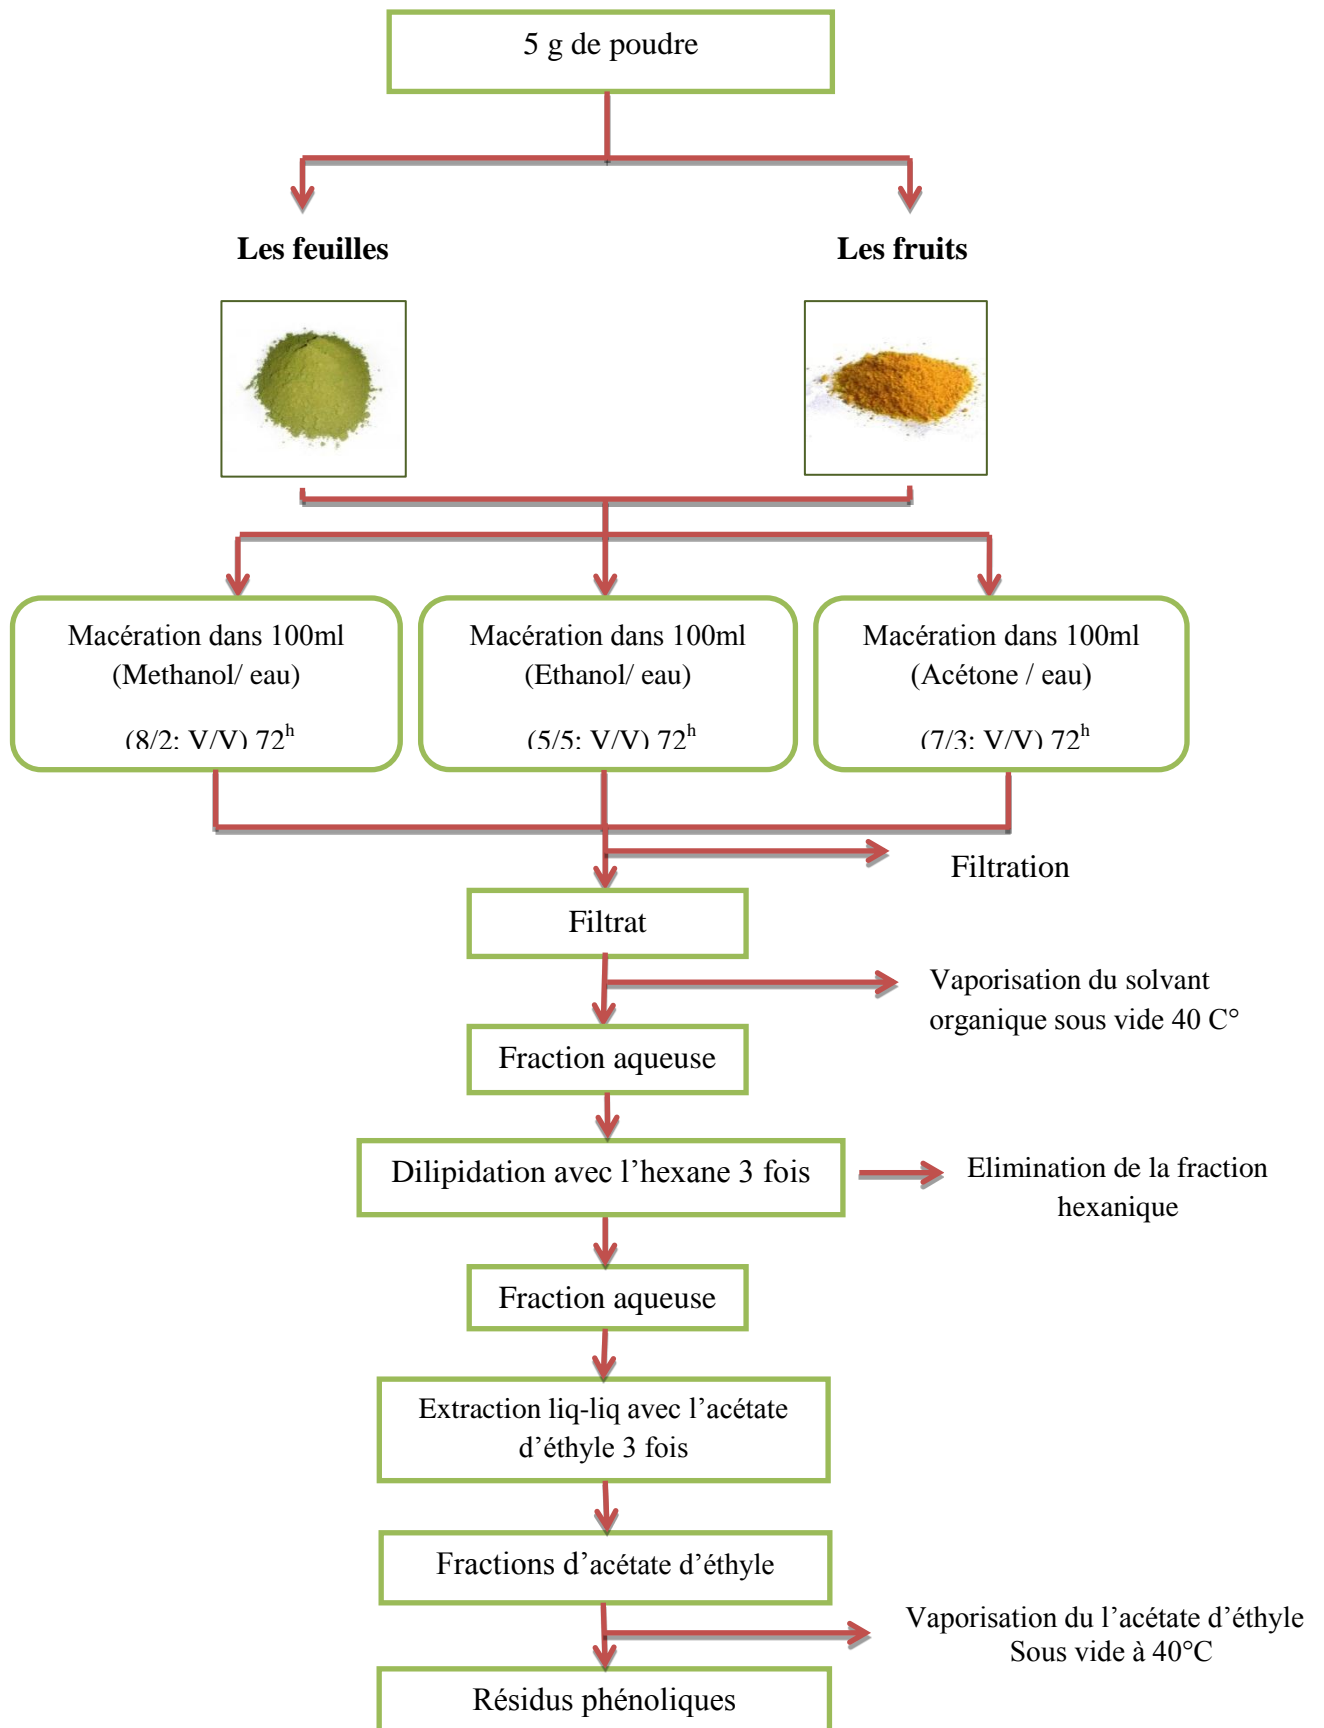 5 g de poudre
Les feuilles
Les fruits
Macération dans 100ml
(Methanol/ eau)
(8/2: V/V) 72h
Macération dans 100ml
(Ethanol/ eau)
(5/5: V/V) 72h
Macération dans 100ml
(Acétone / eau)
(7/3: V/V) 72h
Filtration
Filtrat
Vaporisation du solvant
organique sous vide 40 C°
Fraction aqueuse
Dilipidation avec l’hexane 3 fois
Elimination de la fraction
hexanique
Fraction aqueuse
Extraction liq-liq avec l’acétate
d’éthyle 3 fois
Fractions d’acétate d’éthyle
Vaporisation du l’acétate d’éthyle
Sous vide à 40°C
Résidus phénoliques